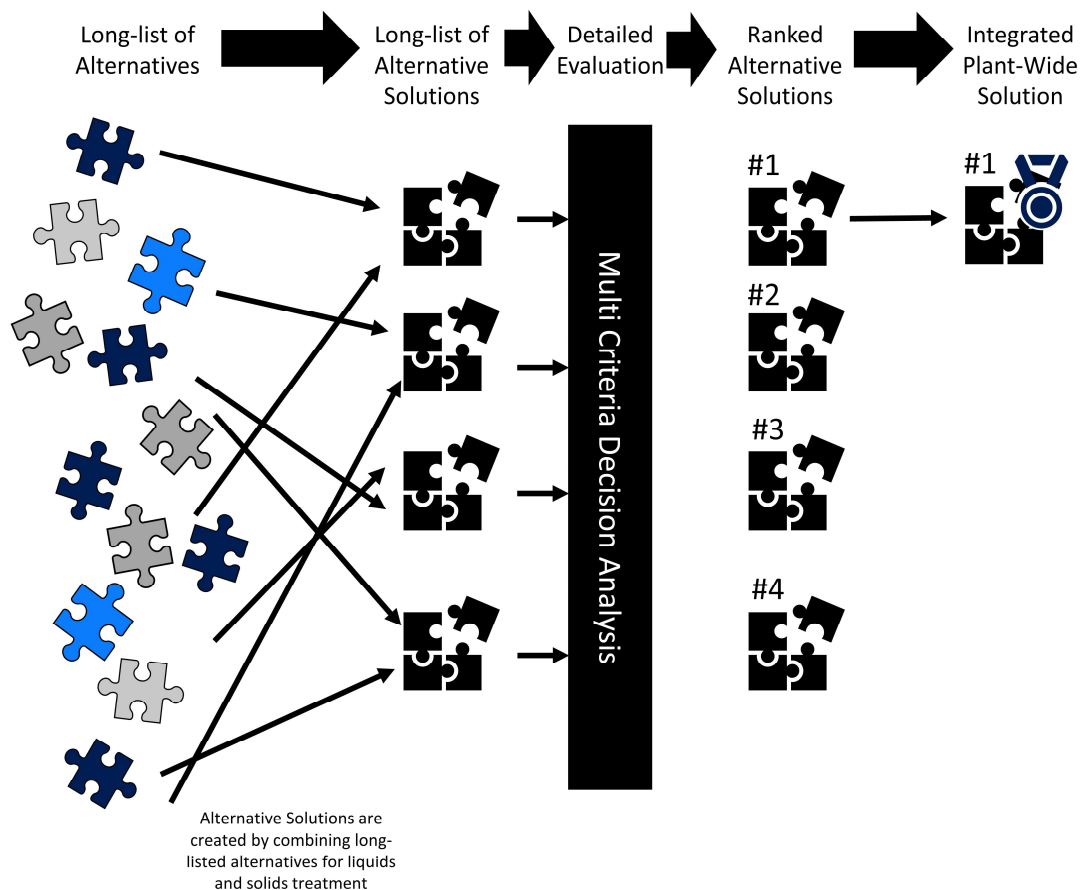 Long-list of
Alternatives
Long-list of
Alternative
Solutions
Detailed
Evaluation
Ranked
Alternative
Solutions
Integrated
Plant-Wide
Solution
#1
#1
#2
#3
#4
Multi Criteria Decision Analysis
Alternative Solutions are
created by combining long-
listed alternatives for liquids
and solids treatment